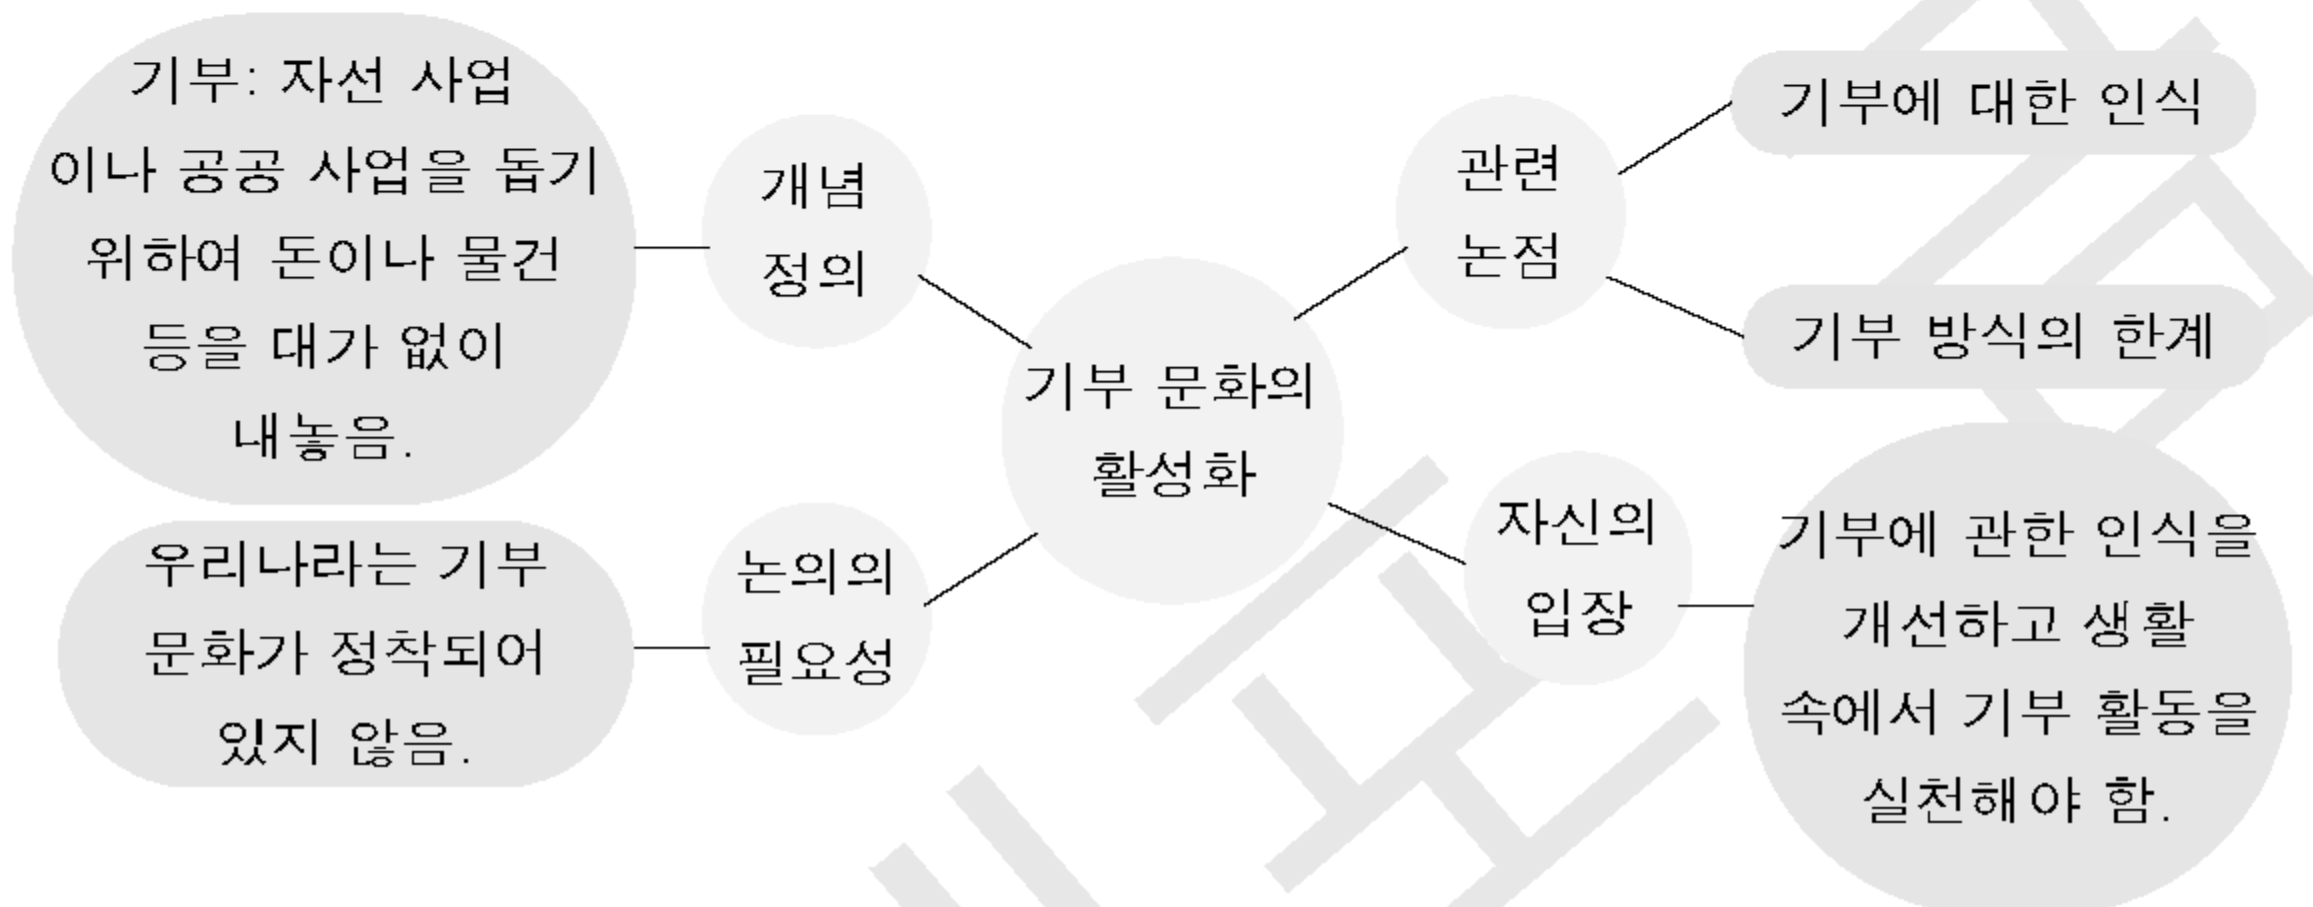 기부: 자선 사업
이나 공공 사업을 돕기
위하여 돈이나 물건
등을 대가 없이
내놓음.
개념
정의
우리나라는 기부
문화가 정착되어
있지 않음.
논의의
필요성
기부 문화의
활성화
관련
논점
기부에 대한 인식
기부 방식의 한계
자신의
입장
기부에 관한 인식을
개선하고 생활
속에서 기부 활동을
실천해야 함.